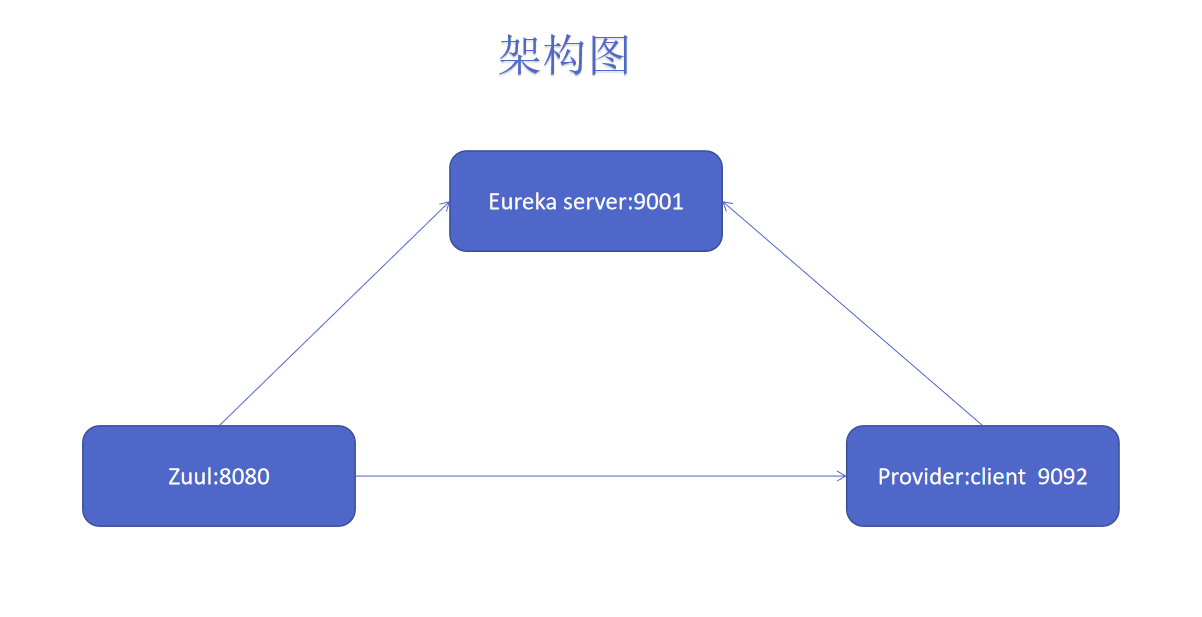 架构图
Eureka server:9001
Zuul:8080
Provider:client  9092